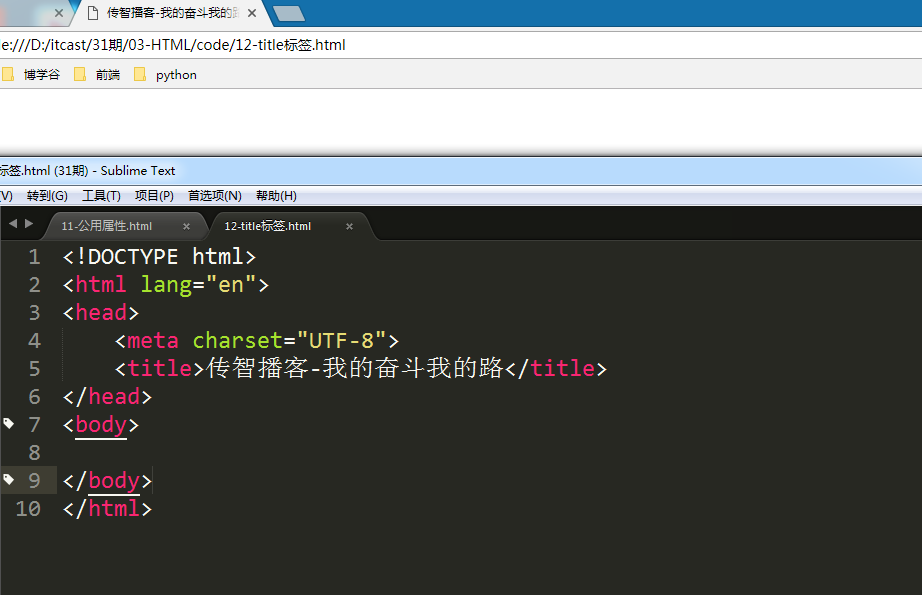 传智播客-我的奋斗我的路
e:///D:/itcast/31期/03-HTML/code/12-title标签.html
博学谷 前端 python
标签.html (31期) - Sublime Text
(V) 转到(G) 工具(T) 项目(P) 首选项(N) 帮助(H)
11-公用属性.html 12-title标签.html
1 <!DOCTYPE html>
2 <html lang="en">
3 <head>
4 <meta charset="UTF-8">
5 <title>传智播客-我的奋斗我的路</title>
6 </head>
7 <body>
8
9 </body>
10 </html>